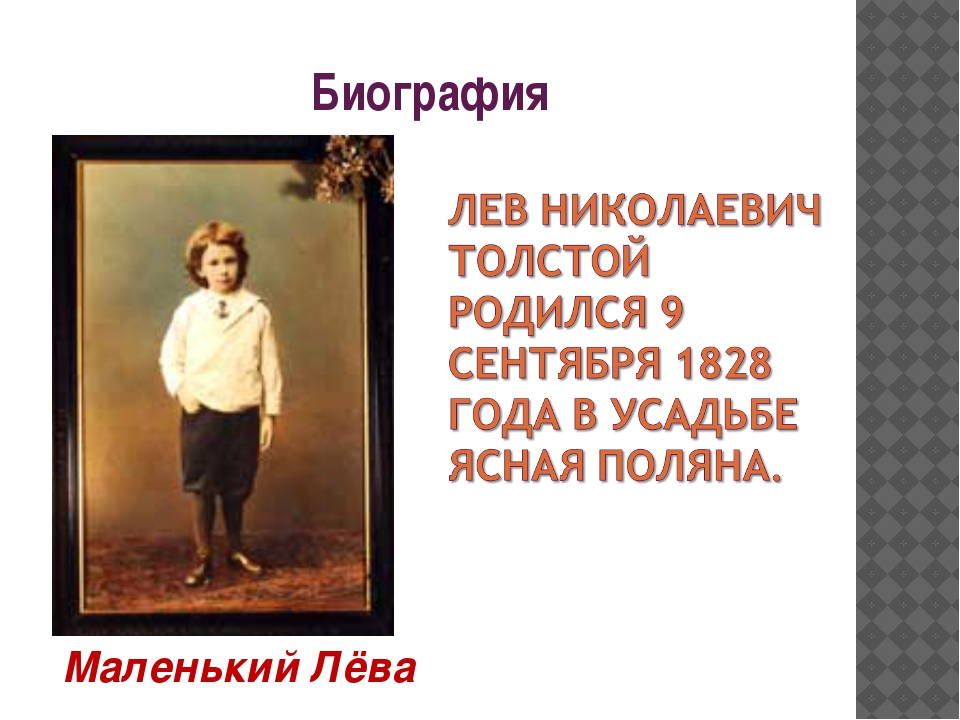 Биография
ЛЕВ НИКОЛАЕВИЧ
ТОЛСТОЙ
РОДИЛСЯ 9
СЕНТЯБРЯ 1828
ГОДА В УСАДЬБЕ
ЯСНАЯ ПОЛЯНА.
Маленький Лёва